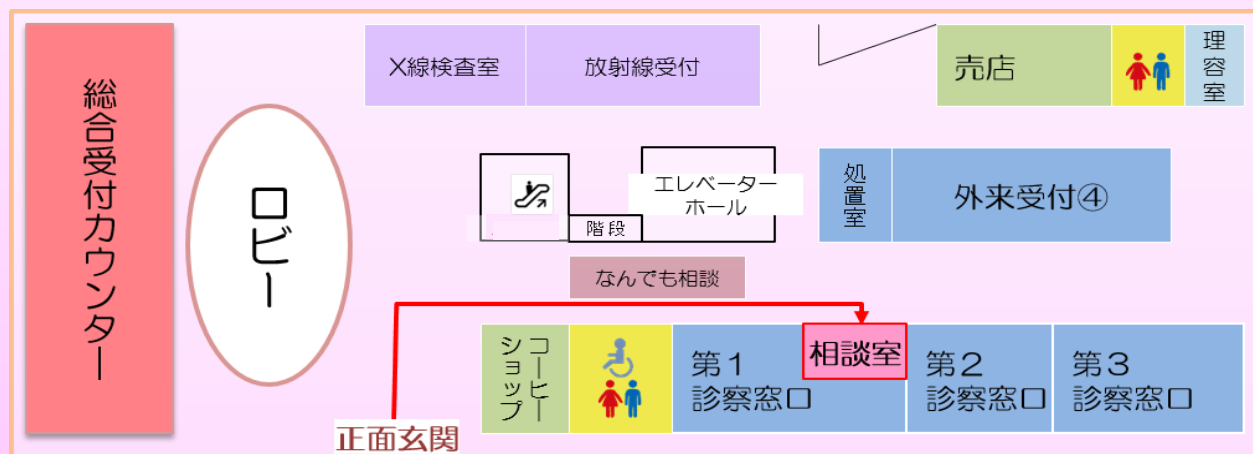 総合受付カウンター
ロビー
X線検査室
放射線受付
売店
理容室
エレベーター
ホール
階段
処置室
外来受付④
なんでも相談
コーヒー
ショップ
第1
診察窓口
相談室
第2
診察窓口
第3
診察窓口
正面玄関